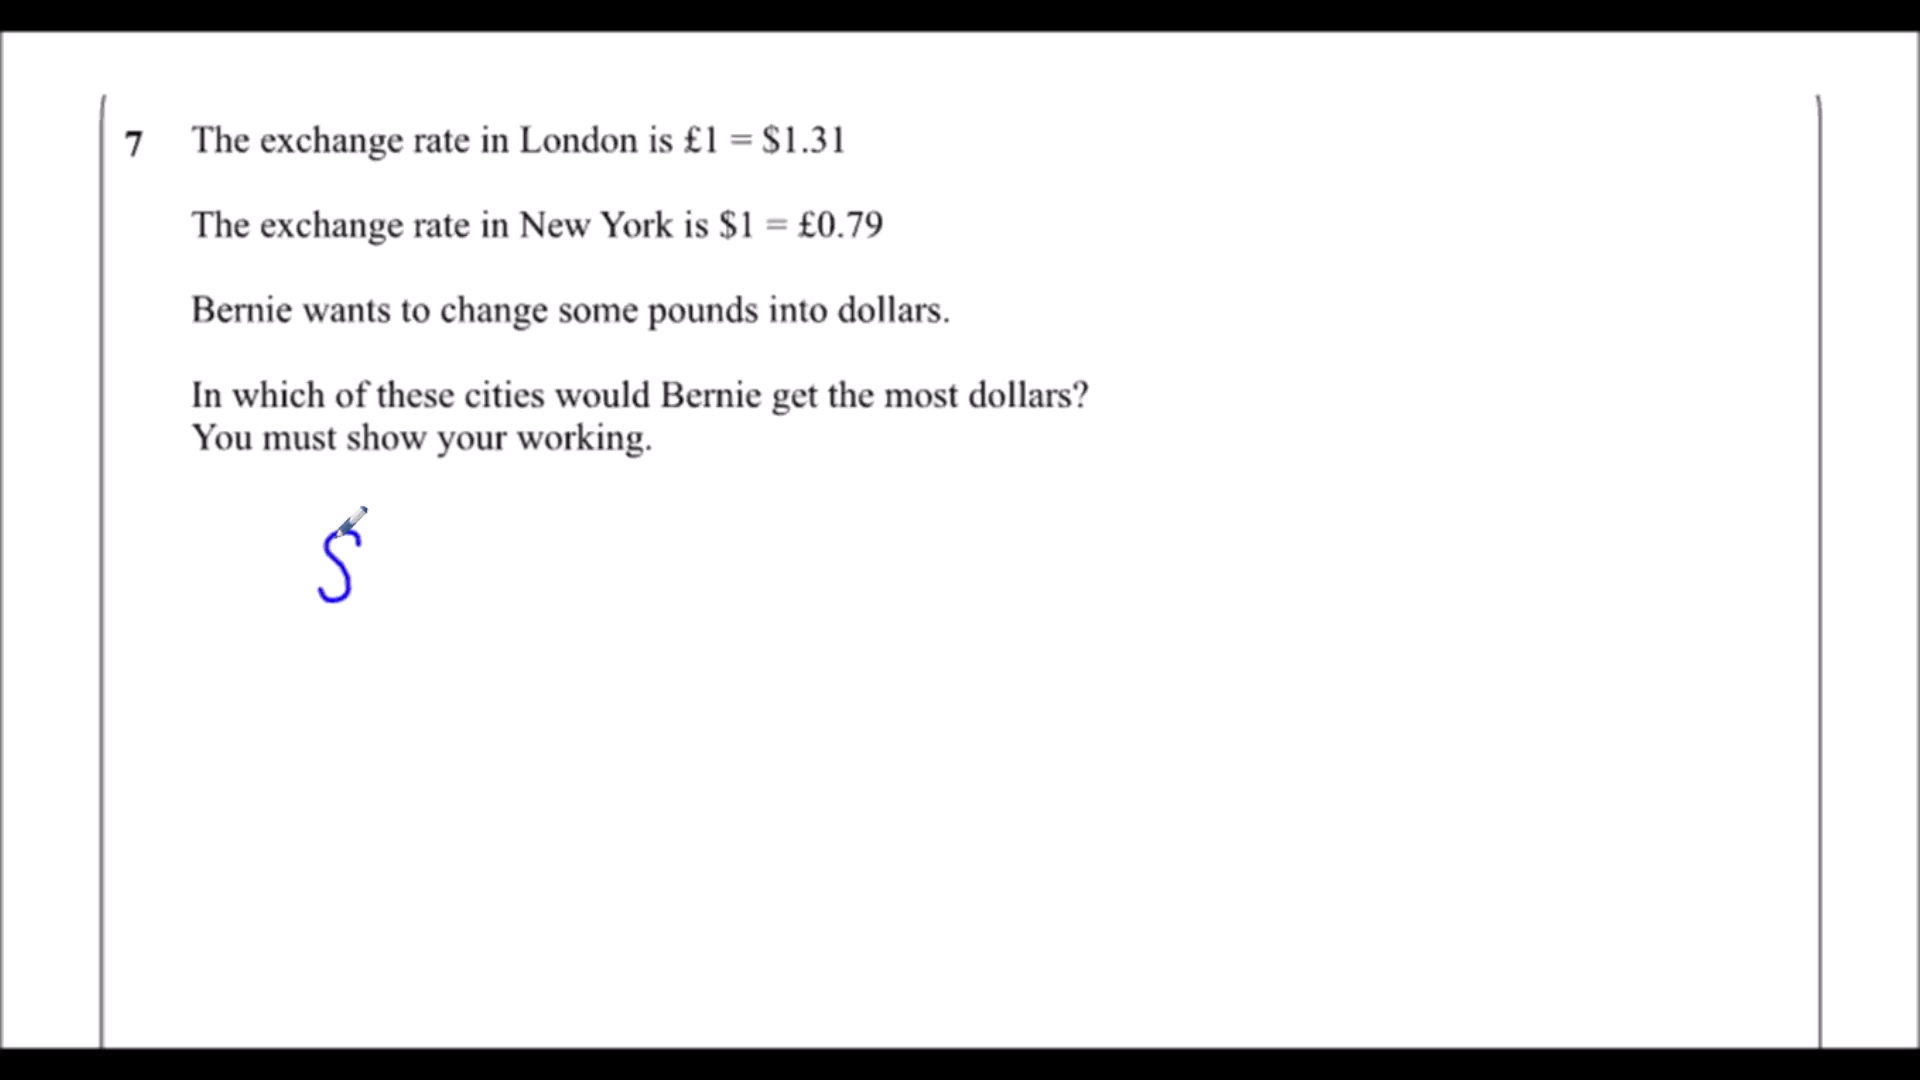 7 The exchange rate in London is £1 = $1.31
The exchange rate in New York is $1 = £0.79
Bernie wants to change some pounds into dollars.
In which of these cities would Bernie get the most dollars?
You must show your working.
S